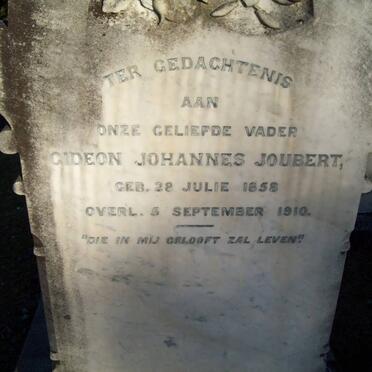 TER GEDACHTENIS
AAN
ONZE GELIEFDE VADER
GIDEON JOHANNES JOUBERT,
GEB. 28 JULIE 1858
OVERL. 5 SEPTEMBER 1910.
"DIE IN MIJ GELOOFT ZAL LEVEN."